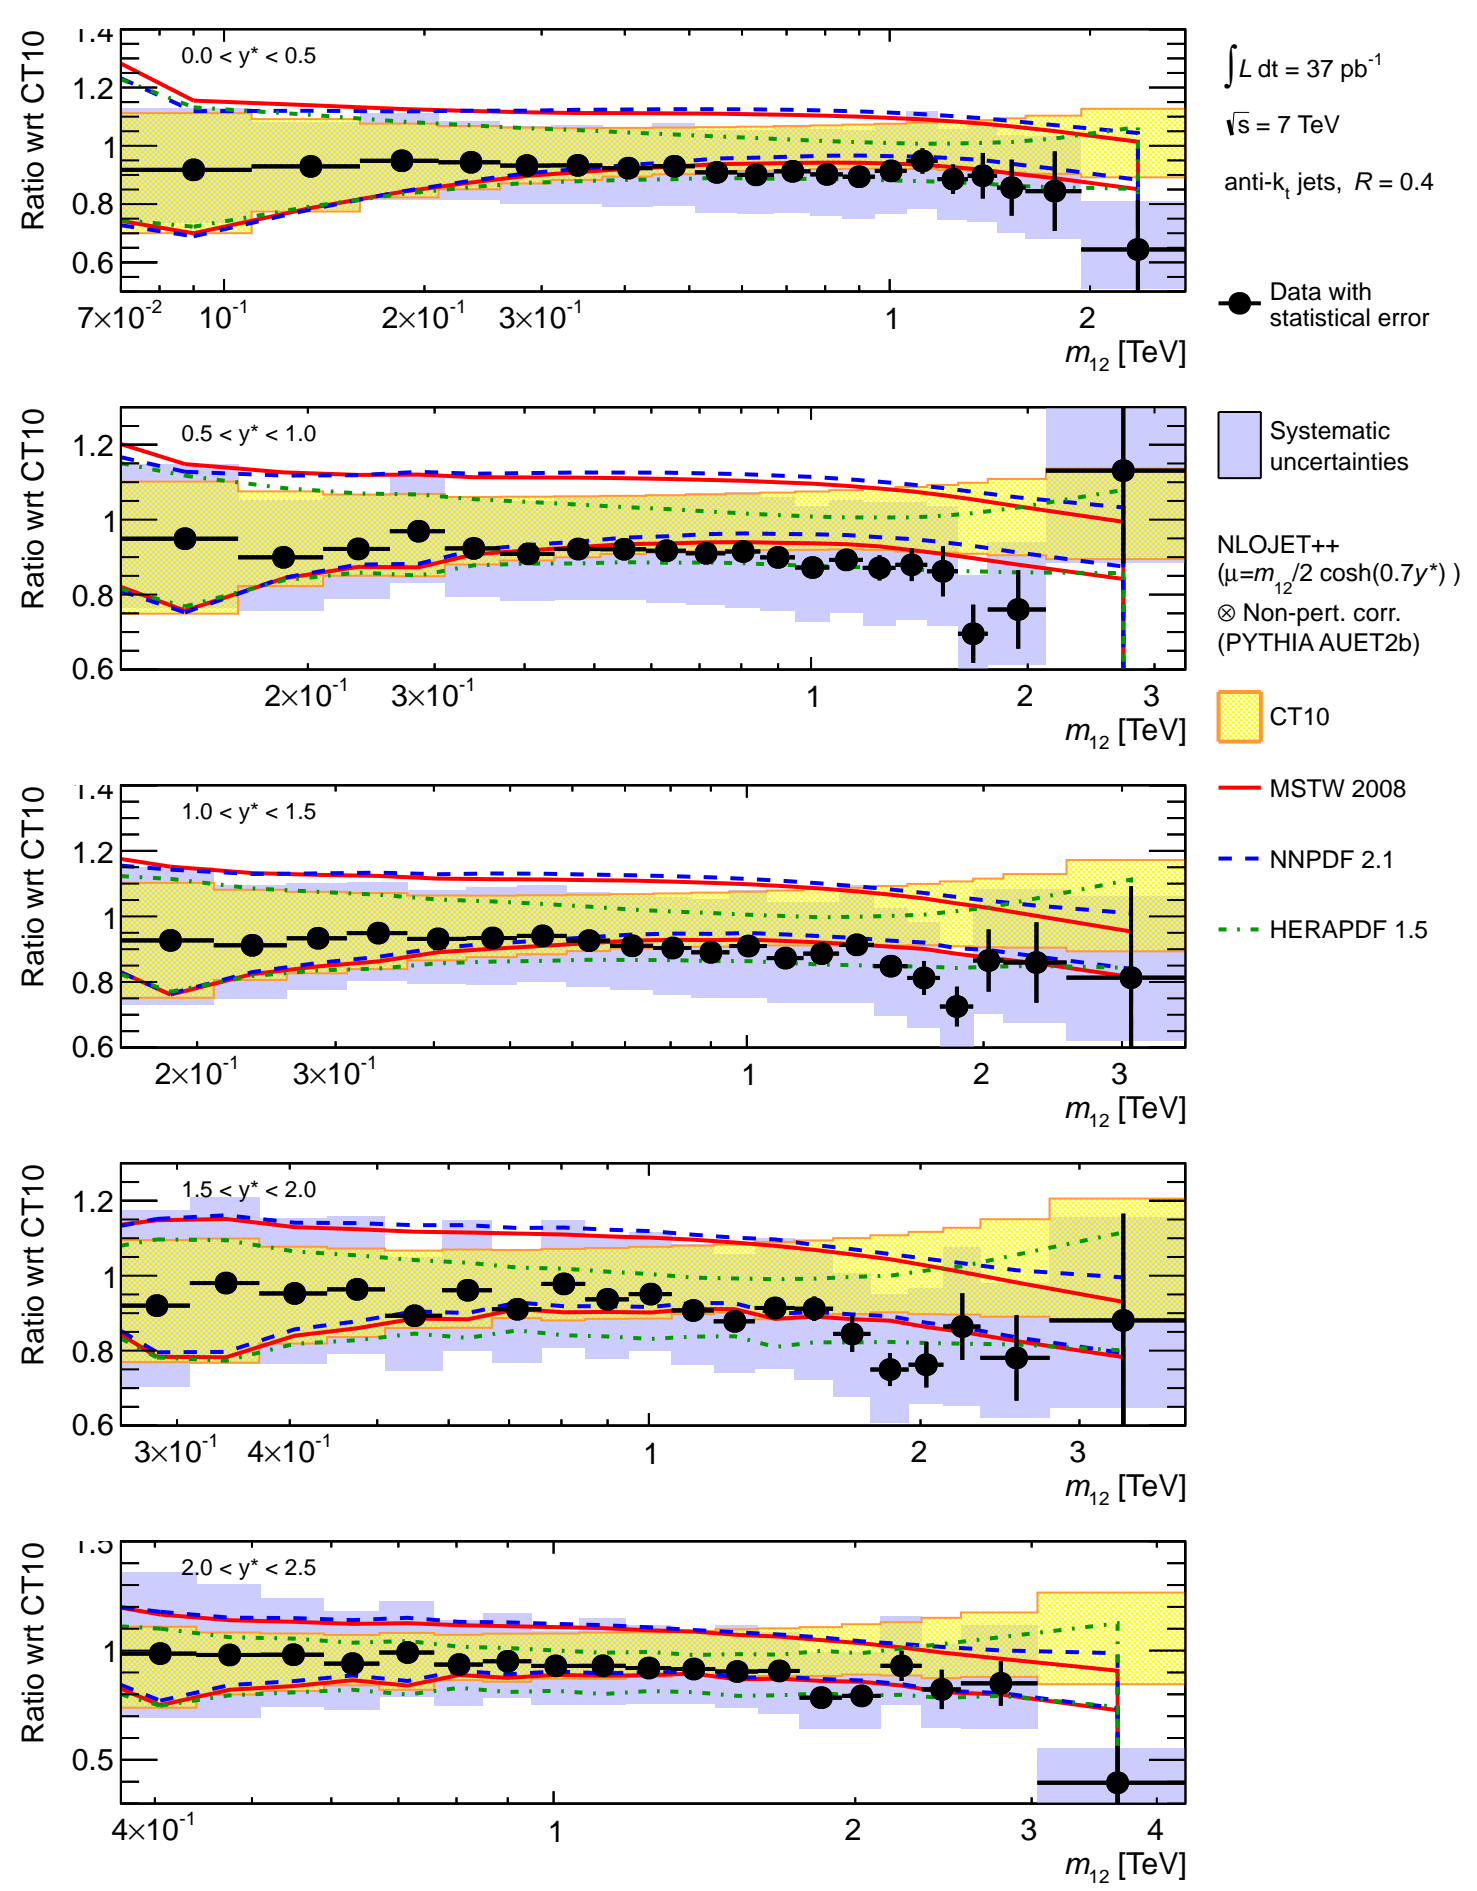 Ratio wrt CT10
1.4
1.2
1
0.8
0.6
0.0 < y* < 0.5
7×10⁻² 10⁻¹ 2×10⁻¹ 3×10⁻¹ 1 2
m₁₂ [TeV]
Ratio wrt CT10
1.2
1
0.8
0.6
0.5 < y* < 1.0
2×10⁻¹ 3×10⁻¹ 1 2 3
m₁₂ [TeV]
Ratio wrt CT10
1.4
1.2
1
0.8
0.6
1.0 < y* < 1.5
2×10⁻¹ 3×10⁻¹ 1 2 3
m₁₂ [TeV]
Ratio wrt CT10
1.2
1
0.8
0.6
1.5 < y* < 2.0
3×10⁻¹ 4×10⁻¹ 1 2 3
m₁₂ [TeV]
Ratio wrt CT10
1.5
1
0.5
2.0 < y* < 2.5
4×10⁻¹ 1 2 3 4
m₁₂ [TeV]
∫L dt = 37 pb⁻¹
√s = 7 TeV
anti-kₜ jets, R = 0.4
Data with
statistical error
Systematic
uncertainties
NLOJET++
(μ=m₁₂/2 cosh(0.7y*) )
⊗ Non-pert. corr.
(PYTHIA AUET2b)
CT10
MSTW 2008
NNPDF 2.1
HERAPDF 1.5